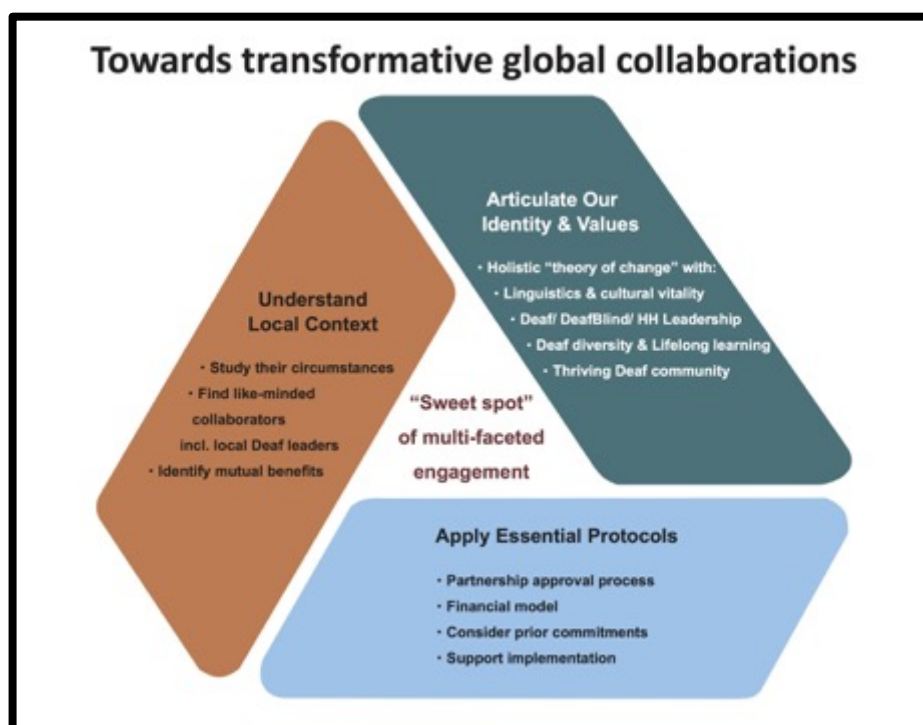 Towards transformative global collaborations
Articulate Our
Identity & Values
• Holistic "theory of change" with:
• Linguistics & cultural vitality
• Deaf/ DeafBlind/ HH Leadership
• Deaf diversity & Lifelong learning
• Thriving Deaf community
Understand
Local Context
• Study their circumstances
• Find like-minded
collaborators
incl. local Deaf leaders
• Identify mutual benefits
“Sweet spot”
of multi-faceted
engagement
Apply Essential Protocols
• Partnership approval process
• Financial model
• Consider prior commitments
• Support implementation